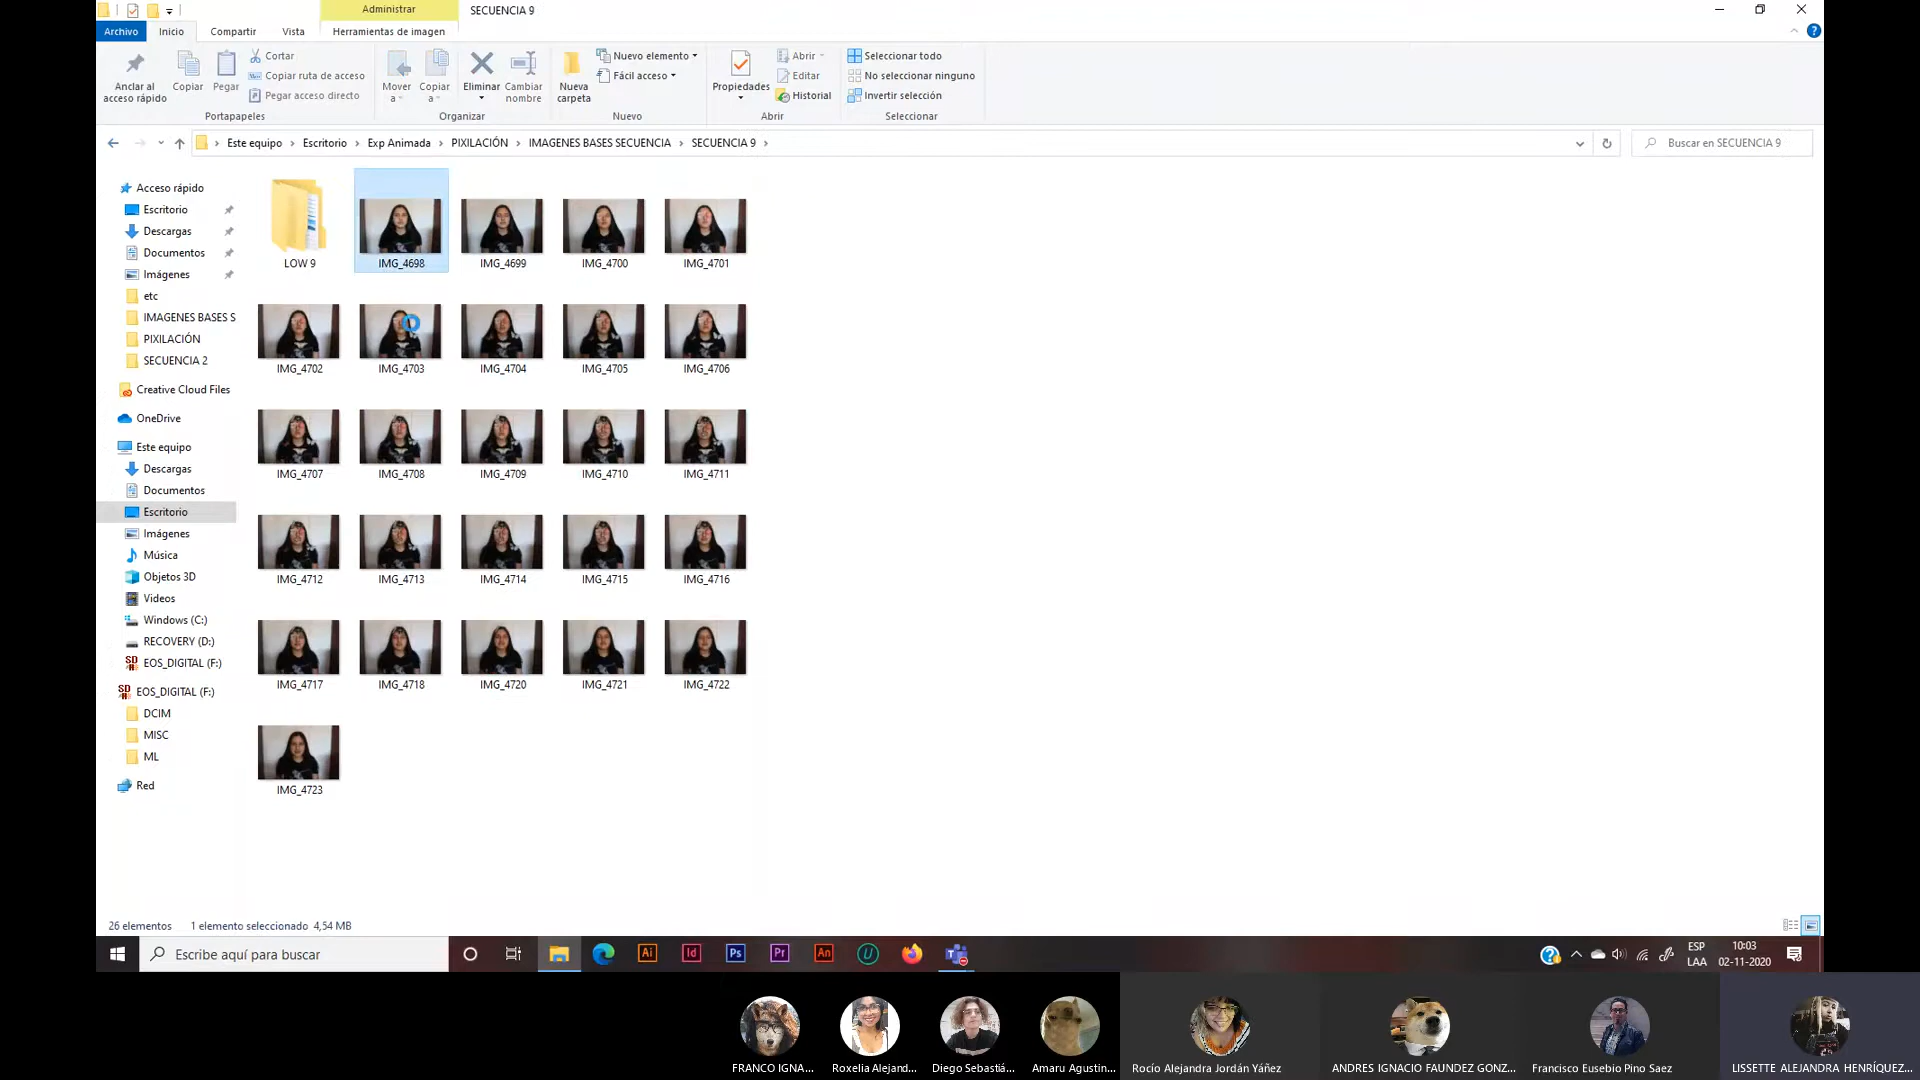 Administrar
SECUENCIA 9
Archivo
Inicio
Compartir
Vista
Herramientas de imagen
Anclar al acceso rápido
Copiar
Pegar
Cortar
Copiar ruta de acceso
Pegar acceso directo
Portapapeles
Mover a
Copiar a
Eliminar
Cambiar nombre
Organizar
Nueva carpeta
Nuevo elemento
Fácil acceso
Nuevo
Propiedades
Abrir
Editar
Historial
Abrir
Seleccionar todo
No seleccionar ninguno
Invertir selección
Seleccionar
Este equipo > Escritorio > Exp Animada > PIXILACIÓN > IMAGENES BASES SECUENCIA > SECUENCIA 9 >
Buscar en SECUENCIA 9
Acceso rápido
Escritorio
Descargas
Documentos
Imágenes
etc
IMAGENES BASES S
PIXILACIÓN
SECUENCIA 2
Creative Cloud Files
OneDrive
Este equipo
Descargas
Documentos
Escritorio
Imágenes
Música
Objetos 3D
Videos
Windows (C:)
RECOVERY (D:)
EOS_DIGITAL (F:)
EOS_DIGITAL (F:)
DCIM
MISC
ML
Red
LOW 9
IMG_4698
IMG_4699
IMG_4700
IMG_4701
IMG_4702
IMG_4703
IMG_4704
IMG_4705
IMG_4706
IMG_4707
IMG_4708
IMG_4709
IMG_4710
IMG_4711
IMG_4712
IMG_4713
IMG_4714
IMG_4715
IMG_4716
IMG_4717
IMG_4718
IMG_4720
IMG_4721
IMG_4722
IMG_4723
26 elementos
1 elemento seleccionado 4,54 MB
Escribe aquí para buscar
Ai
Id
Ps
Pr
An
ESP
LAA
10:03
02-11-2020
FRANCO IGNA...
Roxelia Alejand...
Diego Sebastiá...
Amaru Agustin...
Rocío Alejandra Jordán Yáñez
ANDRES IGNACIO FAUNDEZ GONZ...
Francisco Eusebio Pino Saez
LISSETTE ALEJANDRA HENRÍQUEZ...